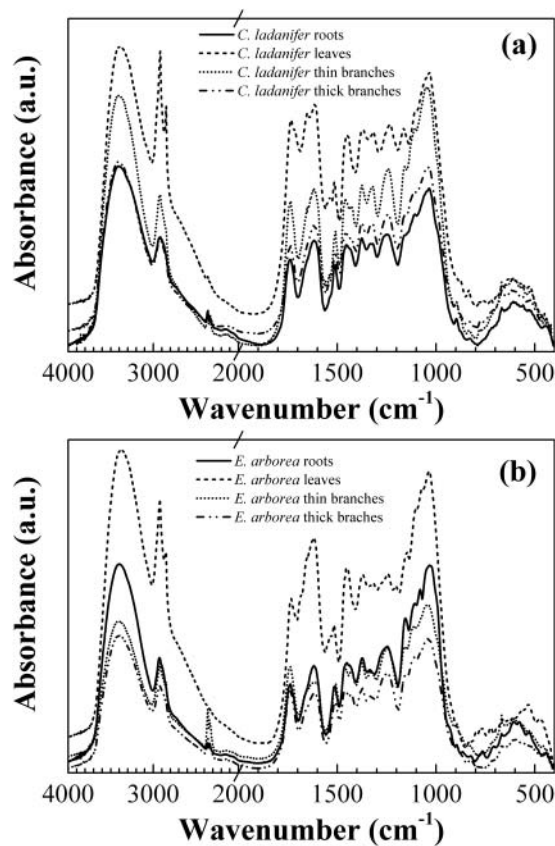 (a)
C. ladanifer roots
C. ladanifer leaves
C. ladanifer thin branches
C. ladanifer thick branches
Absorbance (a.u.)
4000 3000 2000 1500 1000 500
Wavenumber (cm-1)
(b)
E. arborea roots
E. arborea leaves
E. arborea thin branches
E. arborea thick braches
Absorbance (a.u.)
4000 3000 2000 1500 1000 500
Wavenumber (cm-1)